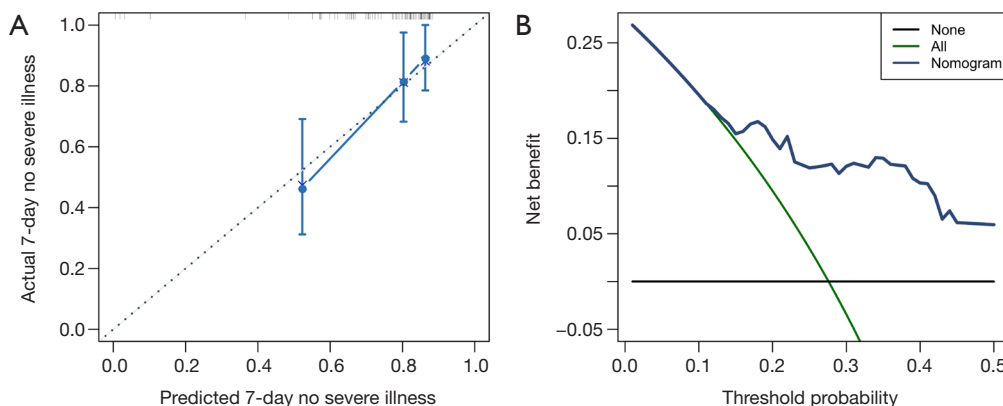 A
Actual 7-day no severe illness
1.0
0.8
0.6
0.4
0.2
0.0
0.0 0.2 0.4 0.6 0.8 1.0
Predicted 7-day no severe illness
B
Net benefit
0.25
0.15
0.05
−0.05
None
All
Nomogram
0.0 0.1 0.2 0.3 0.4 0.5
Threshold probability